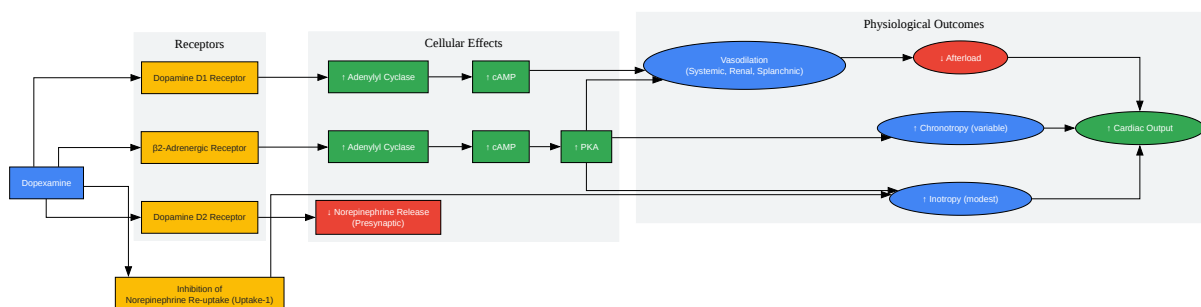 Physiological Outcomes
Receptors
Cellular Effects
Vasodilation
(Systemic, Renal, Splanchnic)
↓ Afterload
Dopamine D1 Receptor
↑ Adenylyl Cyclase
↑ cAMP
↑ Chronotropy (variable)
↑ Cardiac Output
β2-Adrenergic Receptor
↑ Adenylyl Cyclase
↑ cAMP
↑ PKA
Dopexamine
↑ Inotropy (modest)
Dopamine D2 Receptor
↓ Norepinephrine Release
(Presynaptic)
Inhibition of
Norepinephrine Re-uptake (Uptake-1)